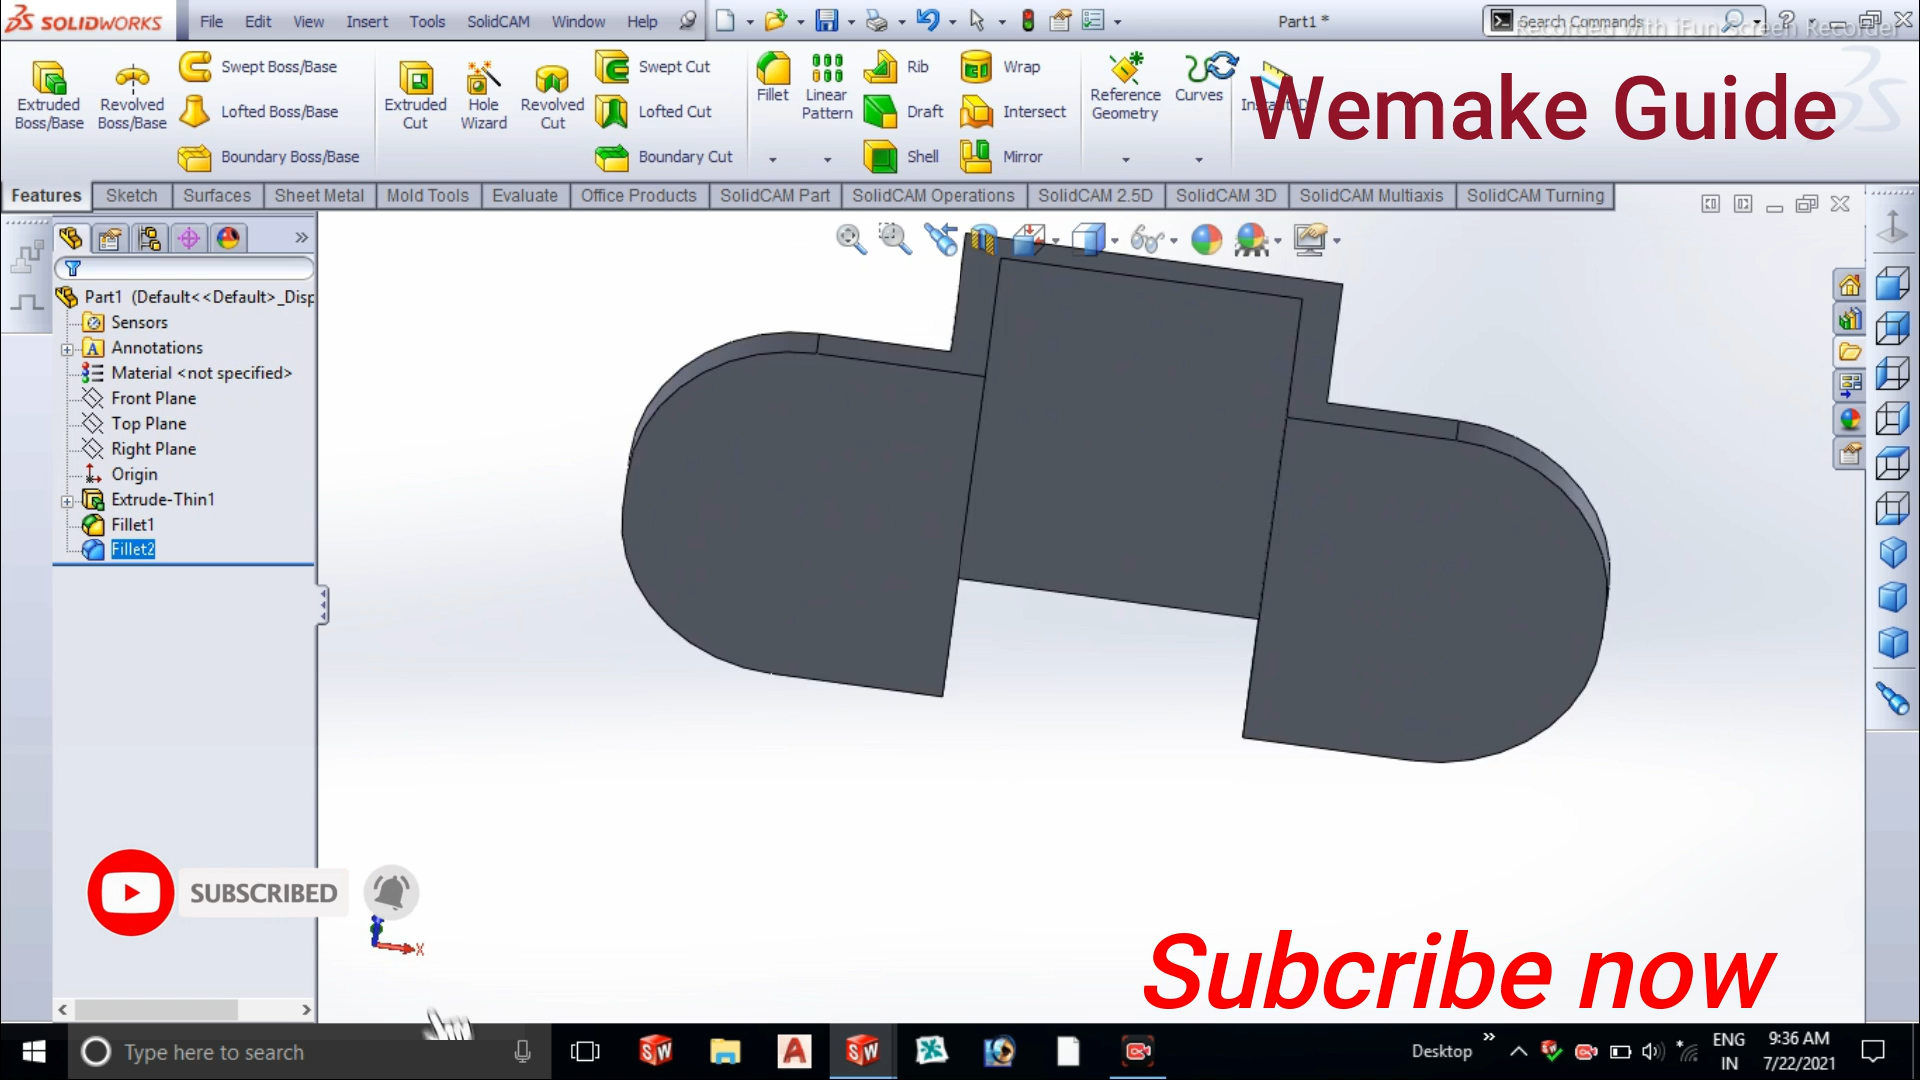 SOLIDWORKS File Edit View Insert Tools SolidCAM Window Help Part1 * Search Commands
Recorded with iFun Screen Recorder
Extruded Boss/Base
Revolved Boss/Base
Swept Boss/Base
Lofted Boss/Base
Boundary Boss/Base
Extruded Cut
Hole Wizard
Revolved Cut
Swept Cut
Lofted Cut
Boundary Cut
Fillet
Linear Pattern
Rib
Draft
Shell
Wrap
Intersect
Mirror
Reference Geometry
Curves
Wemake Guide
Features Sketch Surfaces Sheet Metal Mold Tools Evaluate Office Products SolidCAM Part SolidCAM Operations SolidCAM 2.5D SolidCAM 3D SolidCAM Multiaxis SolidCAM Turning
Part1 (Default<<Default>_Disp
Sensors
Annotations
Material <not specified>
Front Plane
Top Plane
Right Plane
Origin
Extrude-Thin1
Fillet1
Fillet2
SUBSCRIBED
X
Subcribe now
Type here to search
Desktop
ENG
IN
9:36 AM
7/22/2021